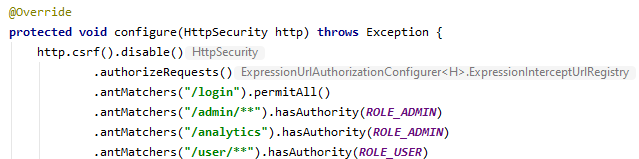 @Override
protected void configure(HttpSecurity http) throws Exception {
http.csrf().disable() HttpSecurity
.authorizeRequests() ExpressionUrlAuthorizationConfigurer<H>.ExpressionInterceptUrlRegistry
.antMatchers("/login").permitAll()
.antMatchers("/admin/**").hasAuthority(ROLE_ADMIN)
.antMatchers("/analytics").hasAuthority(ROLE_ADMIN)
.antMatchers("/user/**").hasAuthority(ROLE_USER)